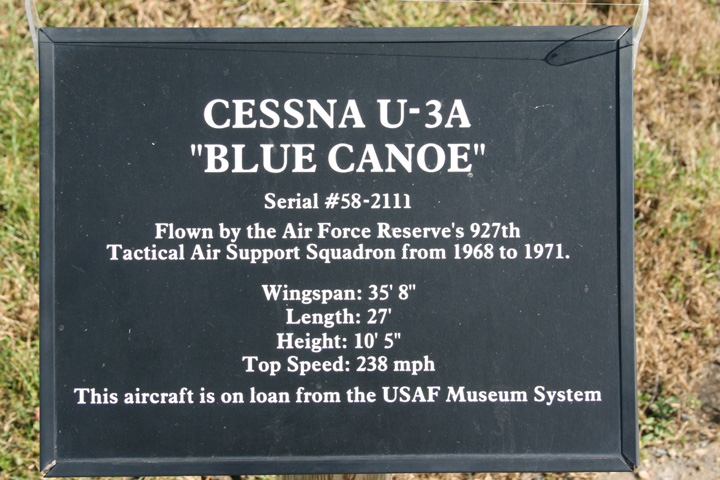 CESSNA U-3A
"BLUE CANOE"
Serial #58-2111
Flown by the Air Force Reserve's 927th
Tactical Air Support Squadron from 1968 to 1971.
Wingspan: 35' 8"
Length: 27'
Height: 10' 5"
Top Speed: 238 mph
This aircraft is on loan from the USAF Museum System